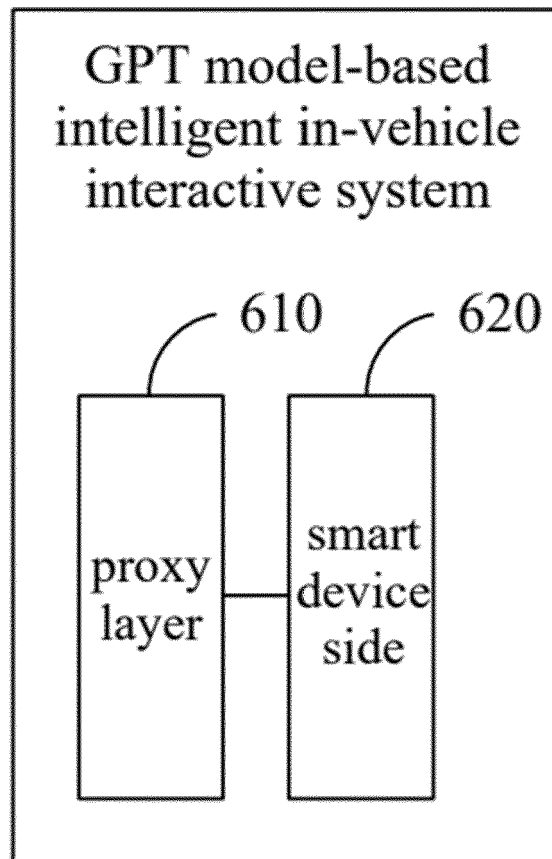 GPT model-based
intelligent in-vehicle
interactive system
610
620
proxy
layer
smart
device
side